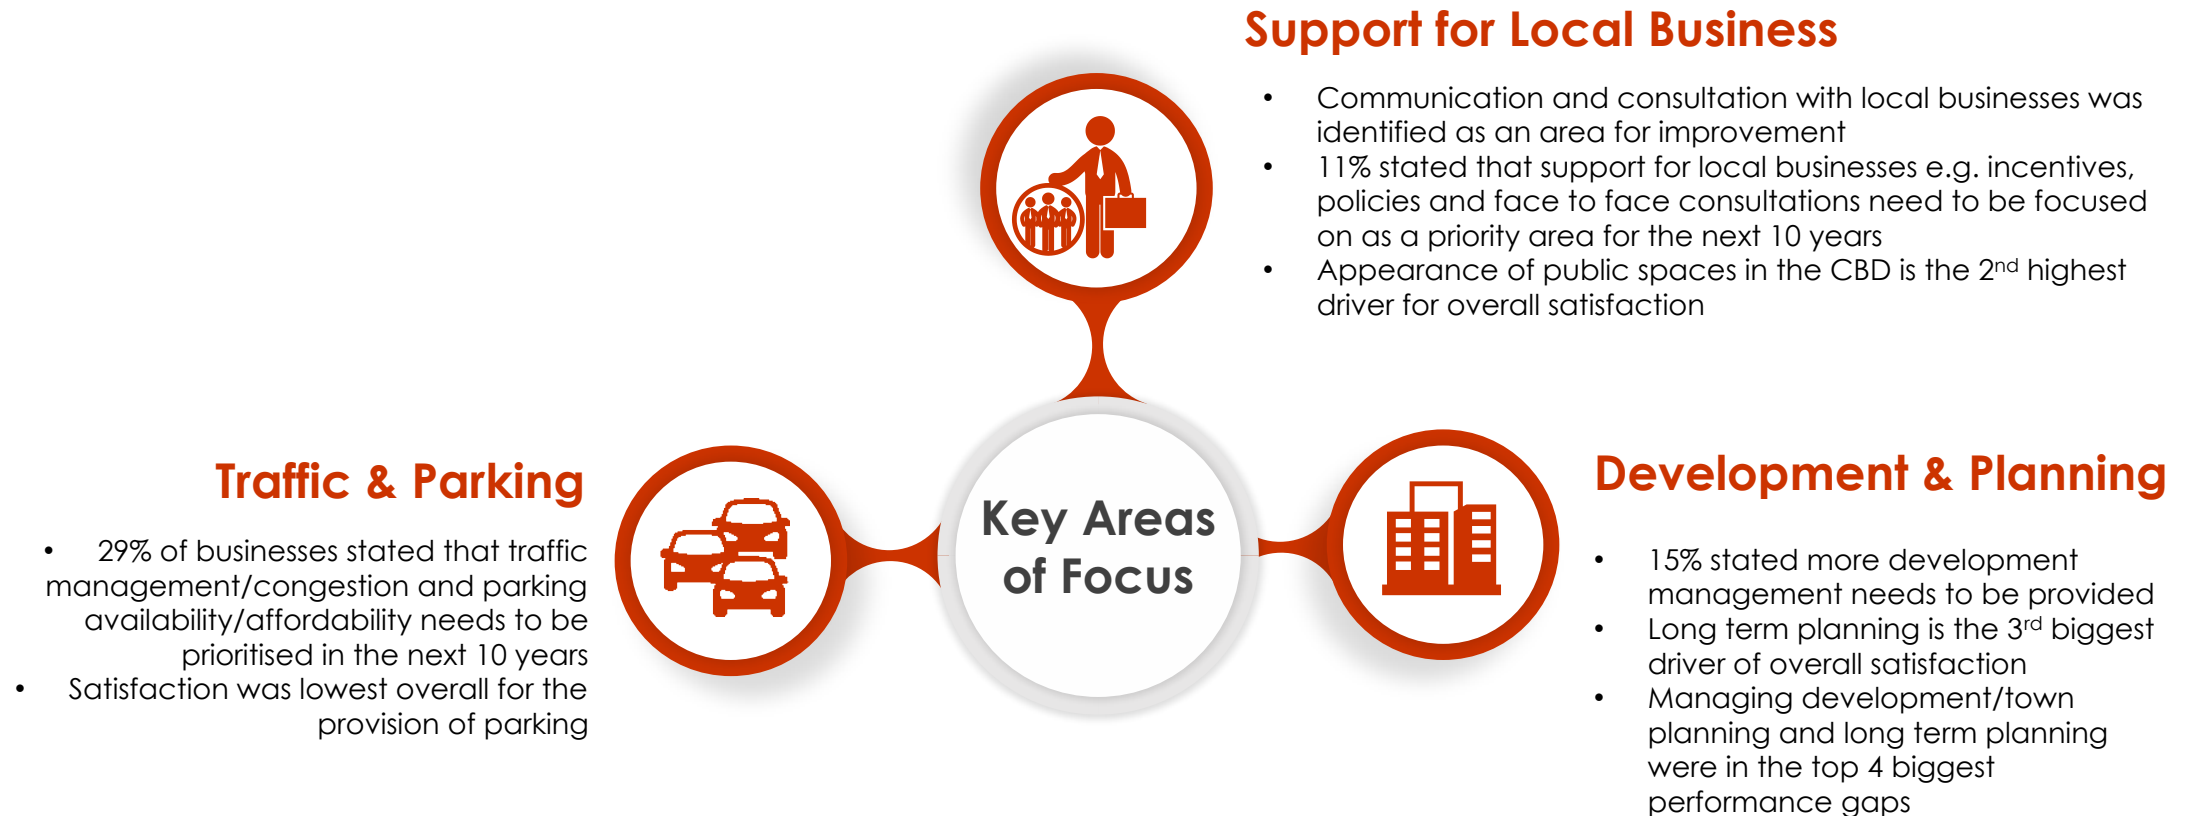 Support for Local Business
• Communication and consultation with local businesses was
identified as an area for improvement
• 11% stated that support for local businesses e.g. incentives,
policies and face to face consultations need to be focused
on as a priority area for the next 10 years
• Appearance of public spaces in the CBD is the 2nd highest
driver for overall satisfaction
Traffic & Parking
• 29% of businesses stated that traffic
management/congestion and parking
availability/affordability needs to be
prioritised in the next 10 years
• Satisfaction was lowest overall for the
provision of parking
Key Areas
of Focus
Development & Planning
• 15% stated more development
management needs to be provided
• Long term planning is the 3rd biggest
driver of overall satisfaction
• Managing development/town
planning and long term planning
were in the top 4 biggest
performance gaps